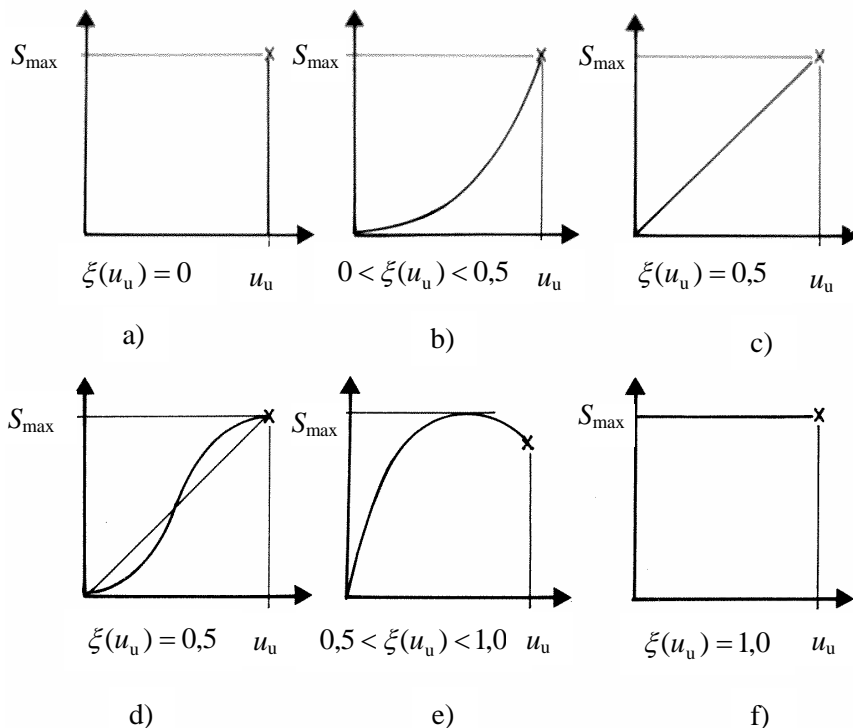 S_max S_max S_max
ξ(u_u) = 0 u_u 0 < ξ(u_u) < 0,5 u_u ξ(u_u) = 0,5 u_u
a) b) c)
S_max S_max S_max
ξ(u_u) = 0,5 u_u 0,5 < ξ(u_u) < 1,0 u_u ξ(u_u) = 1,0 u_u
d) e) f)